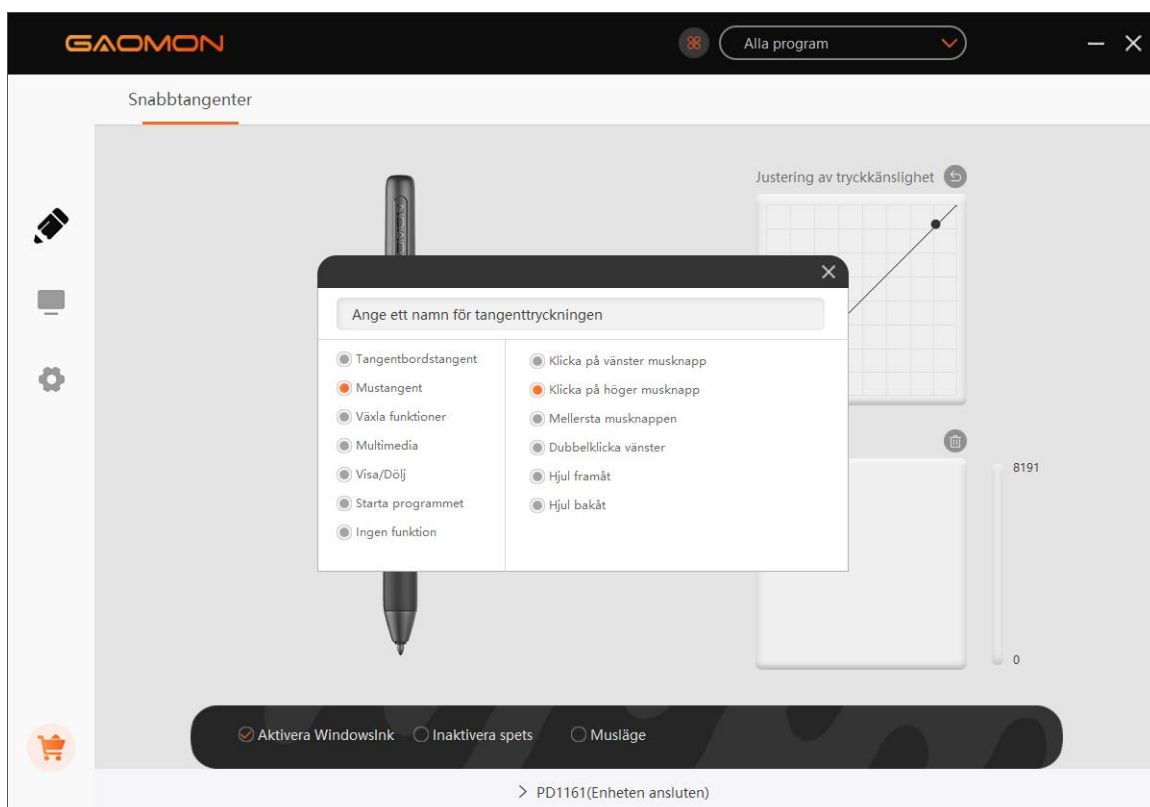 GAOMON
Alla program
Snabbtangenter
Justering av tryckkänslighet
GAOMON
Ange ett namn för tangenttryckningen
Tangentbordstangent
Mustangent
Växla funktioner
Multimedia
Visa/Dölj
Starta programmet
Ingen funktion
Klicka på vänster musknapp
Klicka på höger musknapp
Mellersta musknappen
Dubbelklicka vänster
Hjul framåt
Hjul bakåt
8191
0
Aktivera WindowsInk
Inaktivera spets
Musläge
PD1161(Enheten ansluten)